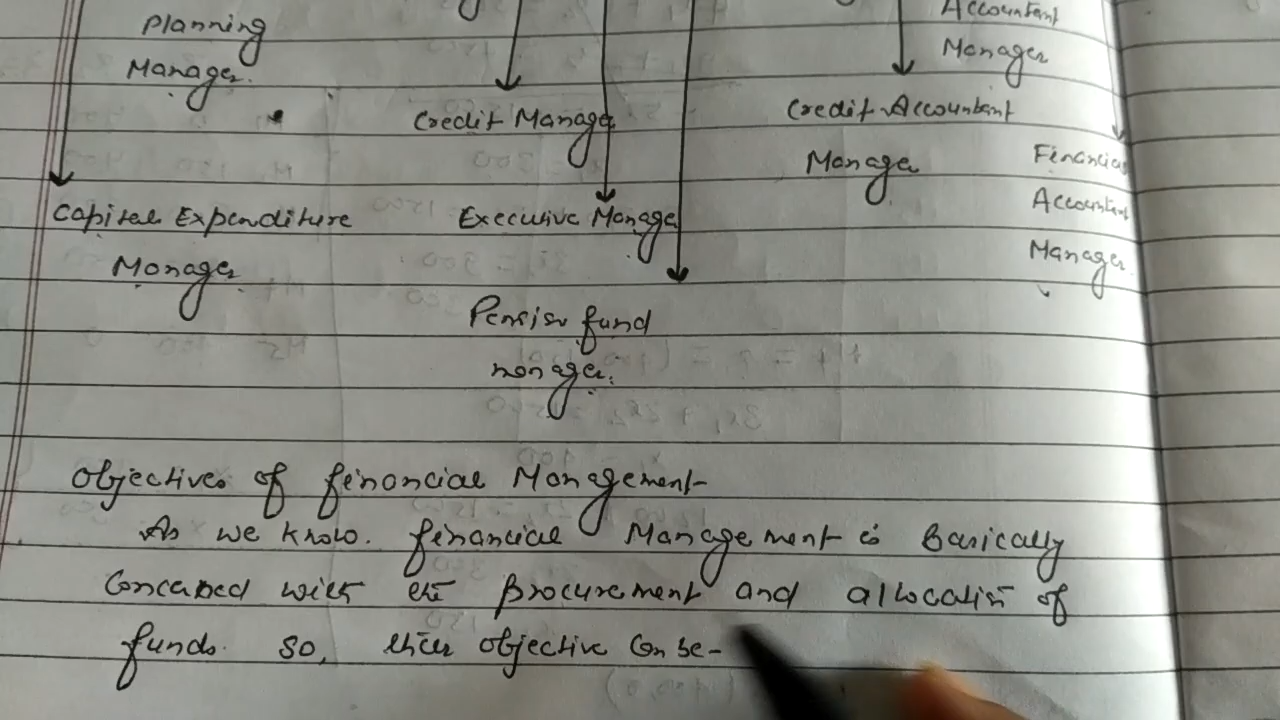 Planning
Manager.
Accountant
Manager
Credit Manager
Credit Accountant
Manager
Financial
Accountant
Manager.
Capital Expenditure
Manager
Executive Manager
Pension fund
manager.
Objectives of financial Management-
As we know. financial Management is basically
Concerned with the procurement and allocation of
funds. So, their objective can be-